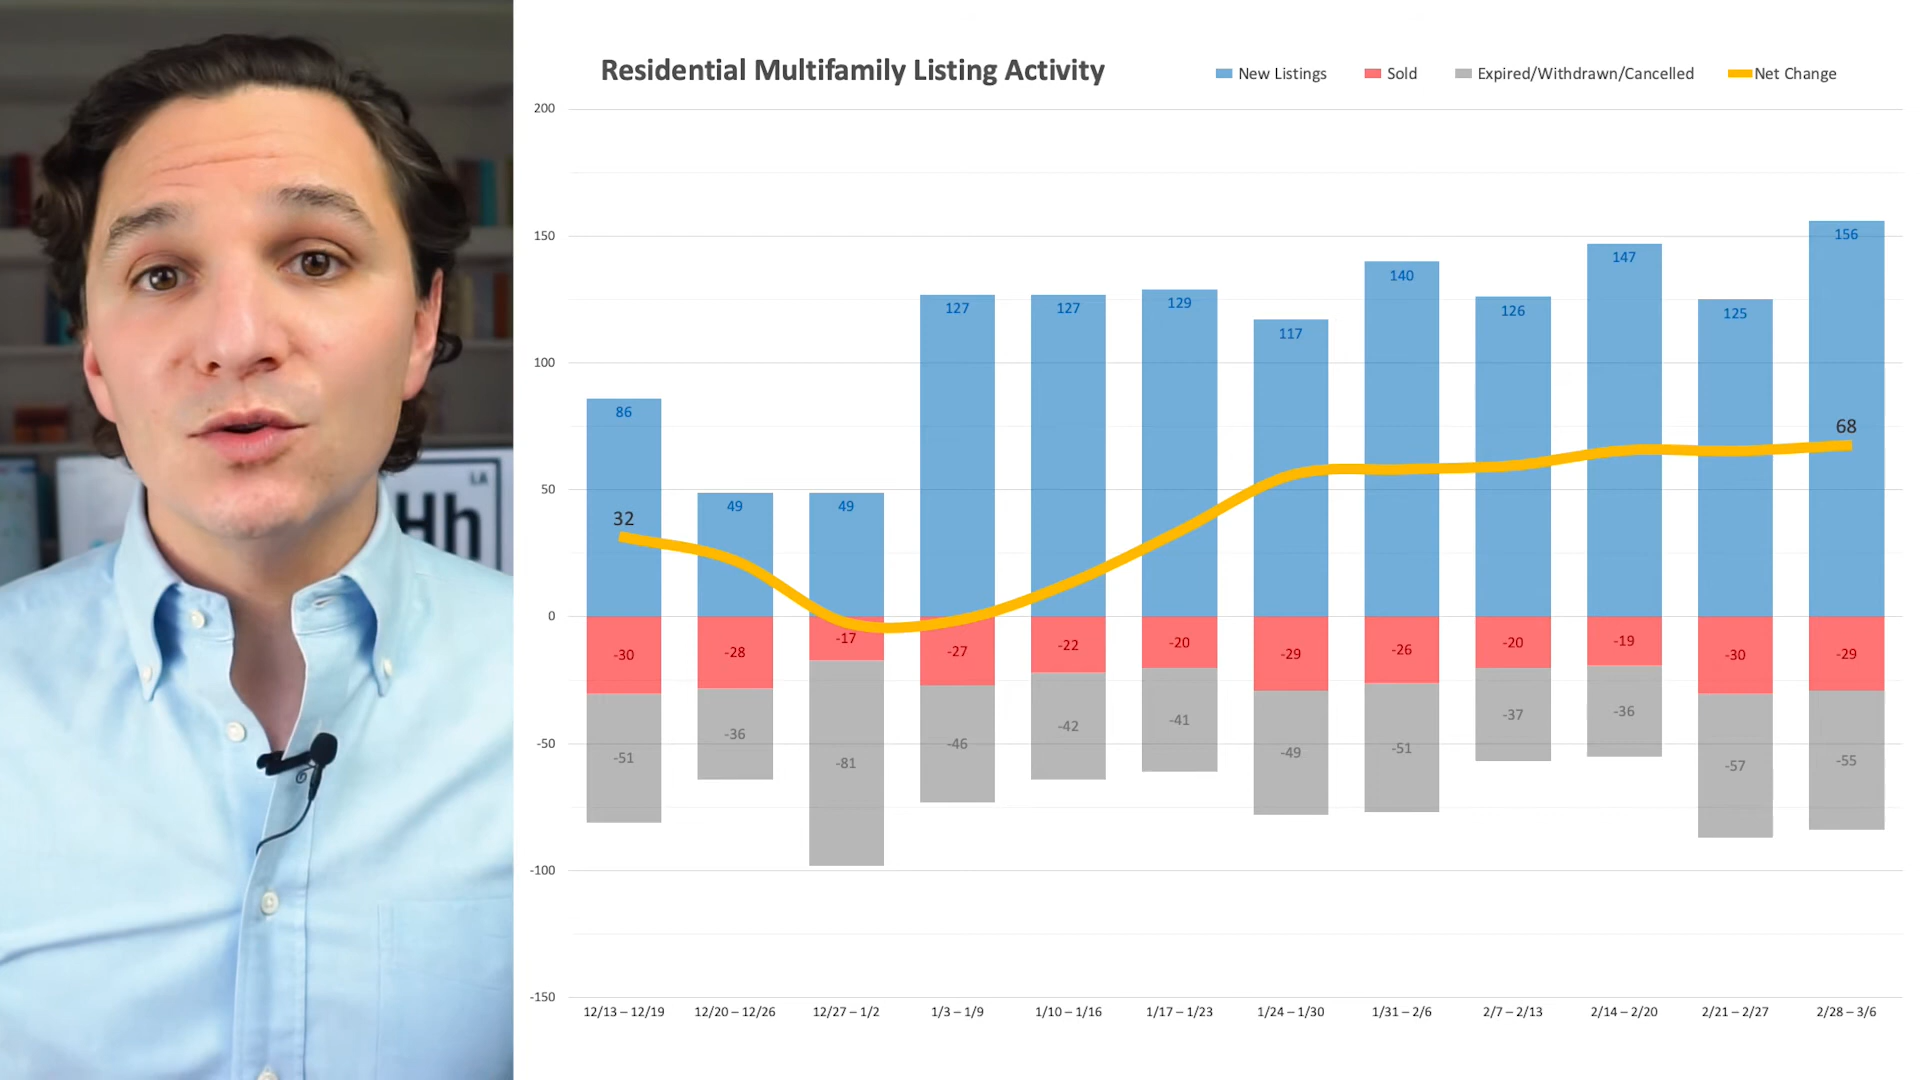 Residential Multifamily Listing Activity
New Listings
Sold
Expired/Withdrawn/Cancelled
Net Change
200
150
100
50
0
-50
-100
-150
86
49
49
127
127
129
117
140
126
147
125
156
32
68
-30
-28
-17
-27
-22
-20
-29
-26
-20
-19
-30
-29
-51
-36
-81
-46
-42
-41
-49
-51
-37
-36
-57
-55
12/13 – 12/19
12/20 – 12/26
12/27 – 1/2
1/3 – 1/9
1/10 – 1/16
1/17 – 1/23
1/24 – 1/30
1/31 – 2/6
2/7 – 2/13
2/14 – 2/20
2/21 – 2/27
2/28 – 3/6
LA
Hh